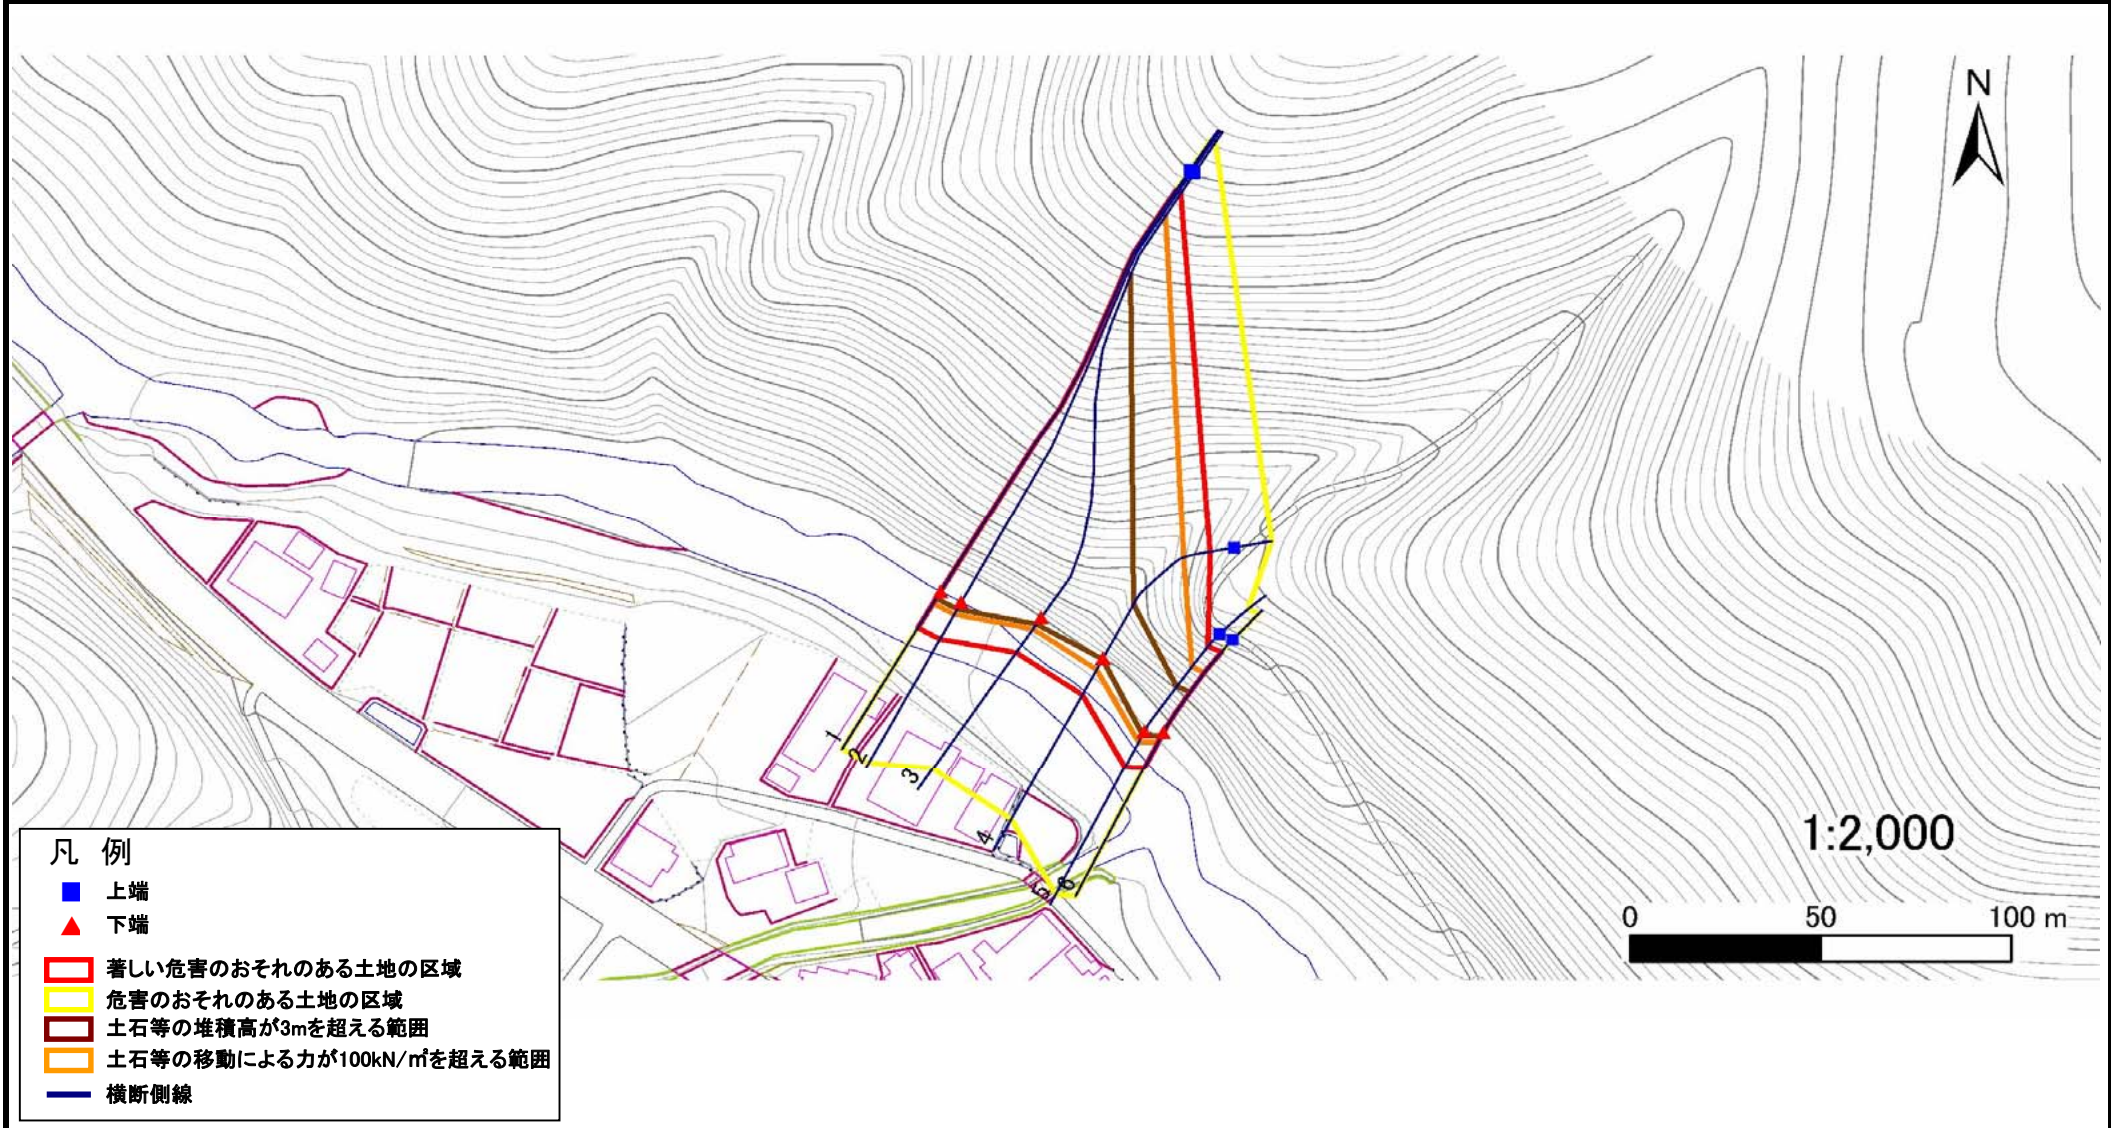 N
1
2
3
4
5
6
1:2,000
0 50 100 m
凡 例
上端
下端
著しい危害のおそれのある土地の区域
危害のおそれのある土地の区域
土石等の堆積高が3mを超える範囲
土石等の移動による力が100kN/㎡を超える範囲
横断側線